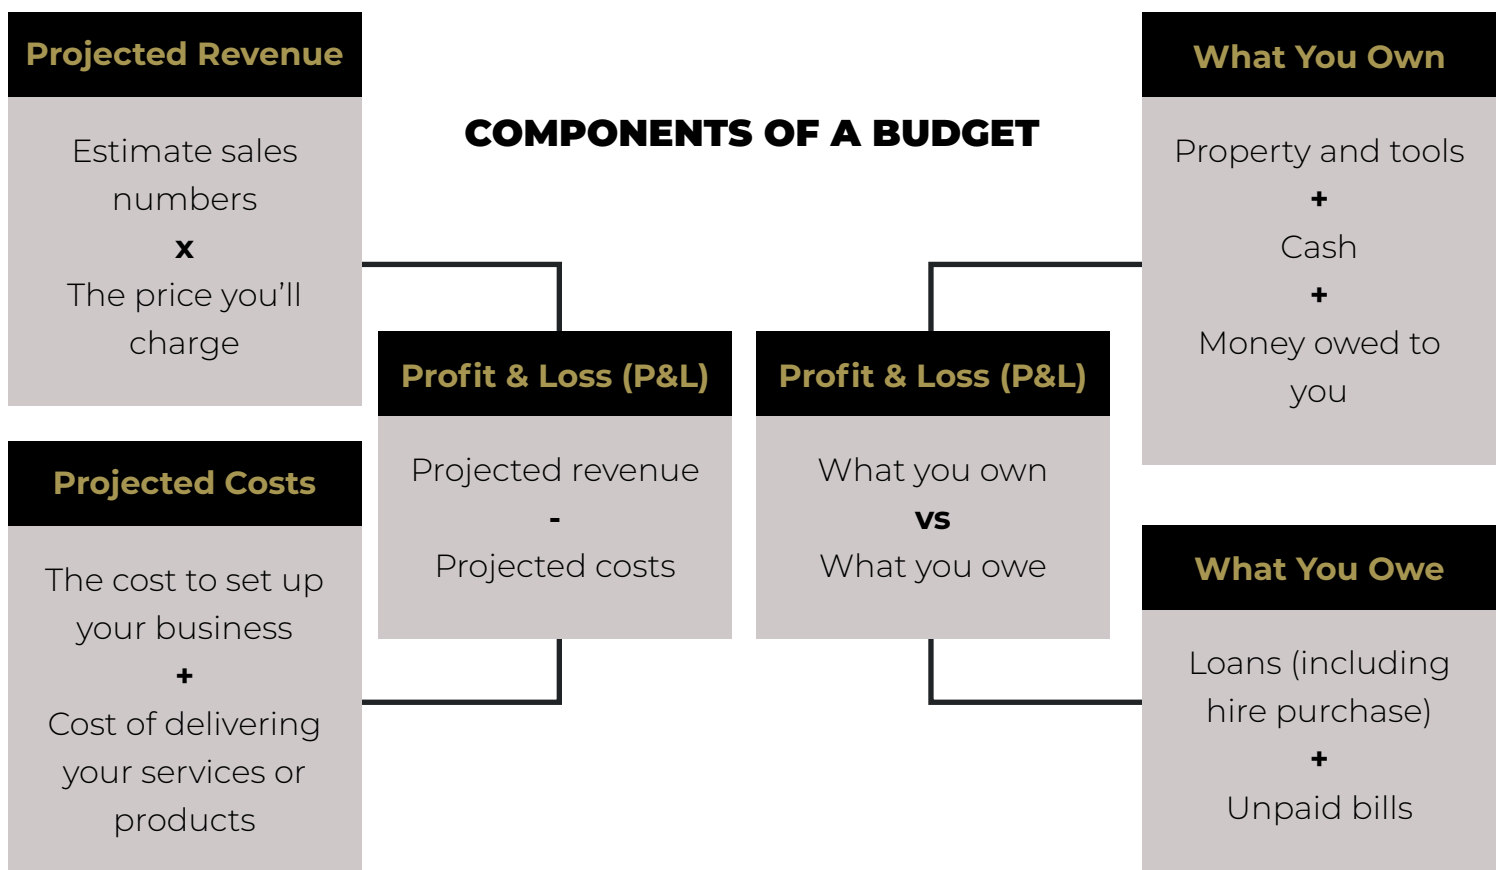 COMPONENTS OF A BUDGET
Projected Revenue
Estimate sales
numbers
x
The price you’ll
charge
Projected Costs
The cost to set up
your business
+
Cost of delivering
your services or
products
Profit & Loss (P&L)
Projected revenue
-
Projected costs
Profit & Loss (P&L)
What you own
vs
What you owe
What You Own
Property and tools
+
Cash
+
Money owed to
you
What You Owe
Loans (including
hire purchase)
+
Unpaid bills